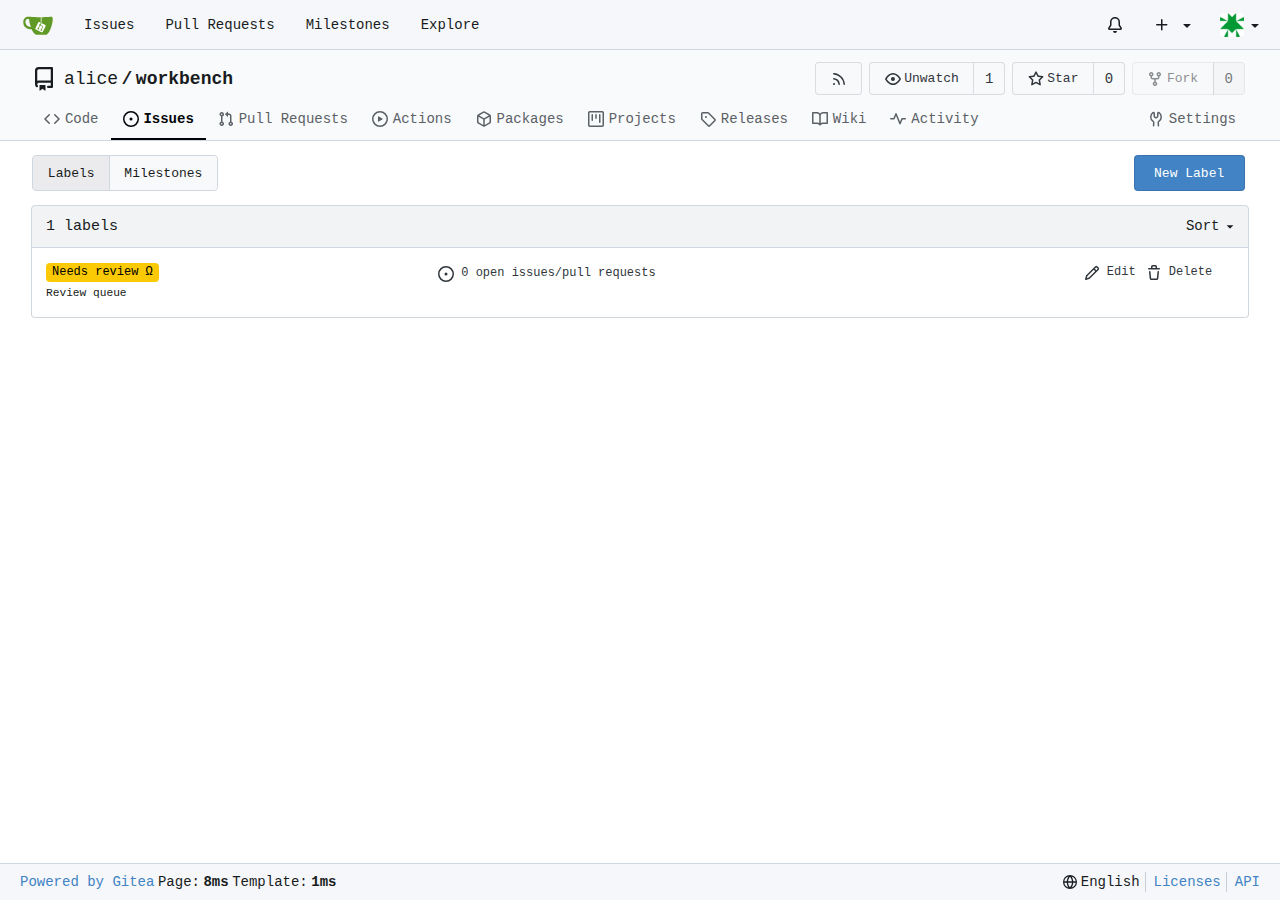 Issues Pull Requests Milestones Explore
alice / workbench
Unwatch 1 Star 0 Fork 0
Code Issues Pull Requests Actions Packages Projects Releases Wiki Activity Settings
Labels Milestones New Label
1 labels Sort
Needs review Ω 0 open issues/pull requests Edit Delete
Review queue
Powered by Gitea Page: 8ms Template: 1ms English Licenses API